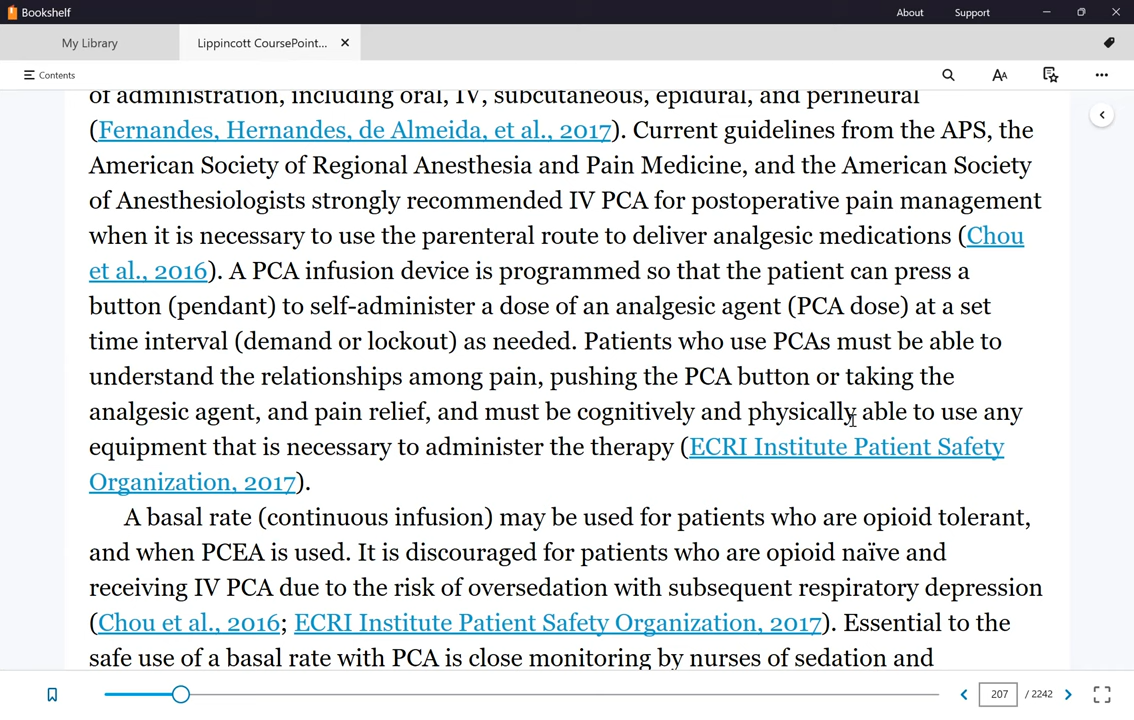 Bookshelf
About
Support
My Library
Lippincott CoursePoint...
Contents
AA
of administration, including oral, IV, subcutaneous, epidural, and perineural
(Fernandes, Hernandes, de Almeida, et al., 2017). Current guidelines from the APS, the
American Society of Regional Anesthesia and Pain Medicine, and the American Society
of Anesthesiologists strongly recommended IV PCA for postoperative pain management
when it is necessary to use the parenteral route to deliver analgesic medications (Chou
et al., 2016). A PCA infusion device is programmed so that the patient can press a
button (pendant) to self-administer a dose of an analgesic agent (PCA dose) at a set
time interval (demand or lockout) as needed. Patients who use PCAs must be able to
understand the relationships among pain, pushing the PCA button or taking the
analgesic agent, and pain relief, and must be cognitively and physically able to use any
equipment that is necessary to administer the therapy (ECRI Institute Patient Safety
Organization, 2017).
A basal rate (continuous infusion) may be used for patients who are opioid tolerant,
and when PCEA is used. It is discouraged for patients who are opioid naïve and
receiving IV PCA due to the risk of oversedation with subsequent respiratory depression
(Chou et al., 2016; ECRI Institute Patient Safety Organization, 2017). Essential to the
safe use of a basal rate with PCA is close monitoring by nurses of sedation and
207 / 2242